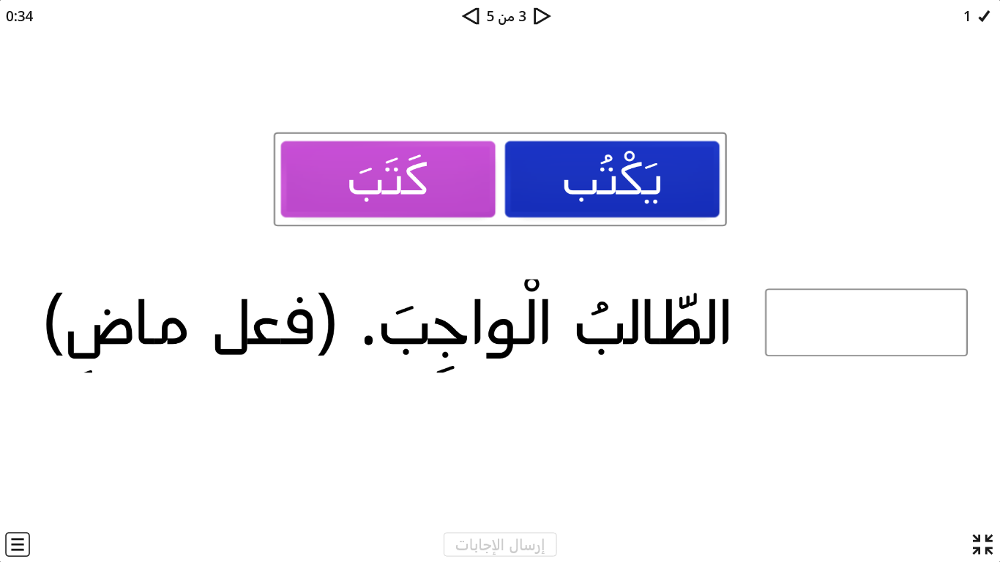 0:34
3 من 5
1
يَكْتُب
كَتَبَ
الطّالبُ الْواجِبَ. (فعل ماضٍ)
إرسال الإجابات